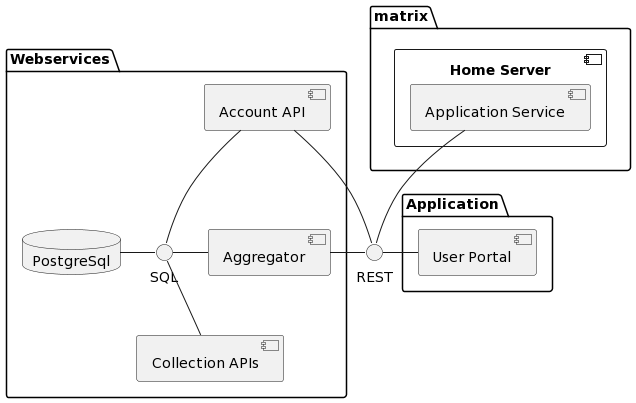 matrix
Home Server
Application Service
Webservices
Account API
PostgreSql
SQL
Aggregator
REST
Application
User Portal
Collection APIs